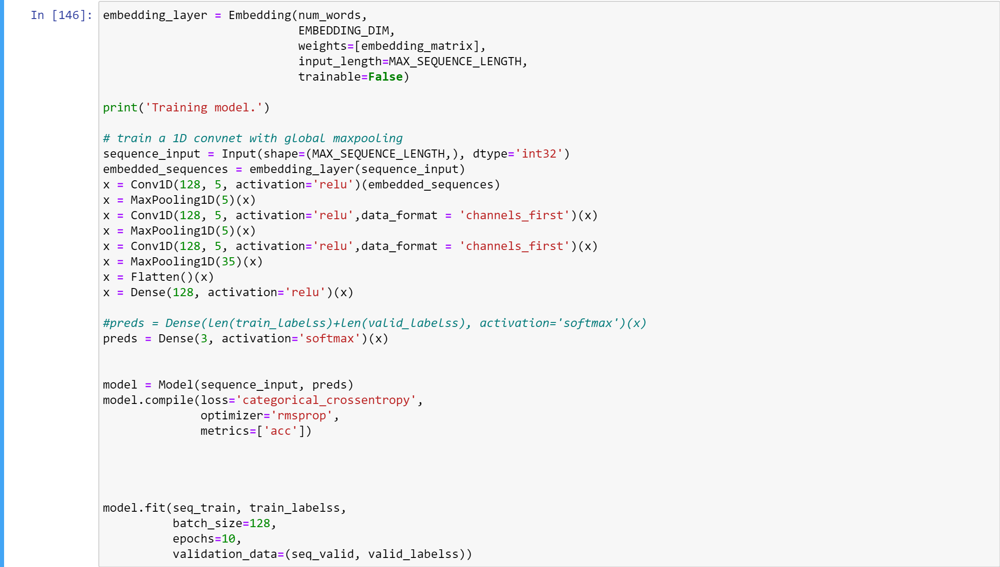 In [146]: embedding_layer = Embedding(num_words,
EMBEDDING_DIM,
weights=[embedding_matrix],
input_length=MAX_SEQUENCE_LENGTH,
trainable=False)
print('Training model.')
# train a 1D convnet with global maxpooling
sequence_input = Input(shape=(MAX_SEQUENCE_LENGTH,), dtype='int32')
embedded_sequences = embedding_layer(sequence_input)
x = Conv1D(128, 5, activation='relu')(embedded_sequences)
x = MaxPooling1D(5)(x)
x = Conv1D(128, 5, activation='relu',data_format = 'channels_first')(x)
x = MaxPooling1D(5)(x)
x = Conv1D(128, 5, activation='relu',data_format = 'channels_first')(x)
x = MaxPooling1D(35)(x)
x = Flatten()(x)
x = Dense(128, activation='relu')(x)
#preds = Dense(len(train_labelss)+len(valid_labelss), activation='softmax')(x)
preds = Dense(3, activation='softmax')(x)
model = Model(sequence_input, preds)
model.compile(loss='categorical_crossentropy',
optimizer='rmsprop',
metrics=['acc'])
model.fit(seq_train, train_labelss,
batch_size=128,
epochs=10,
validation_data=(seq_valid, valid_labelss))